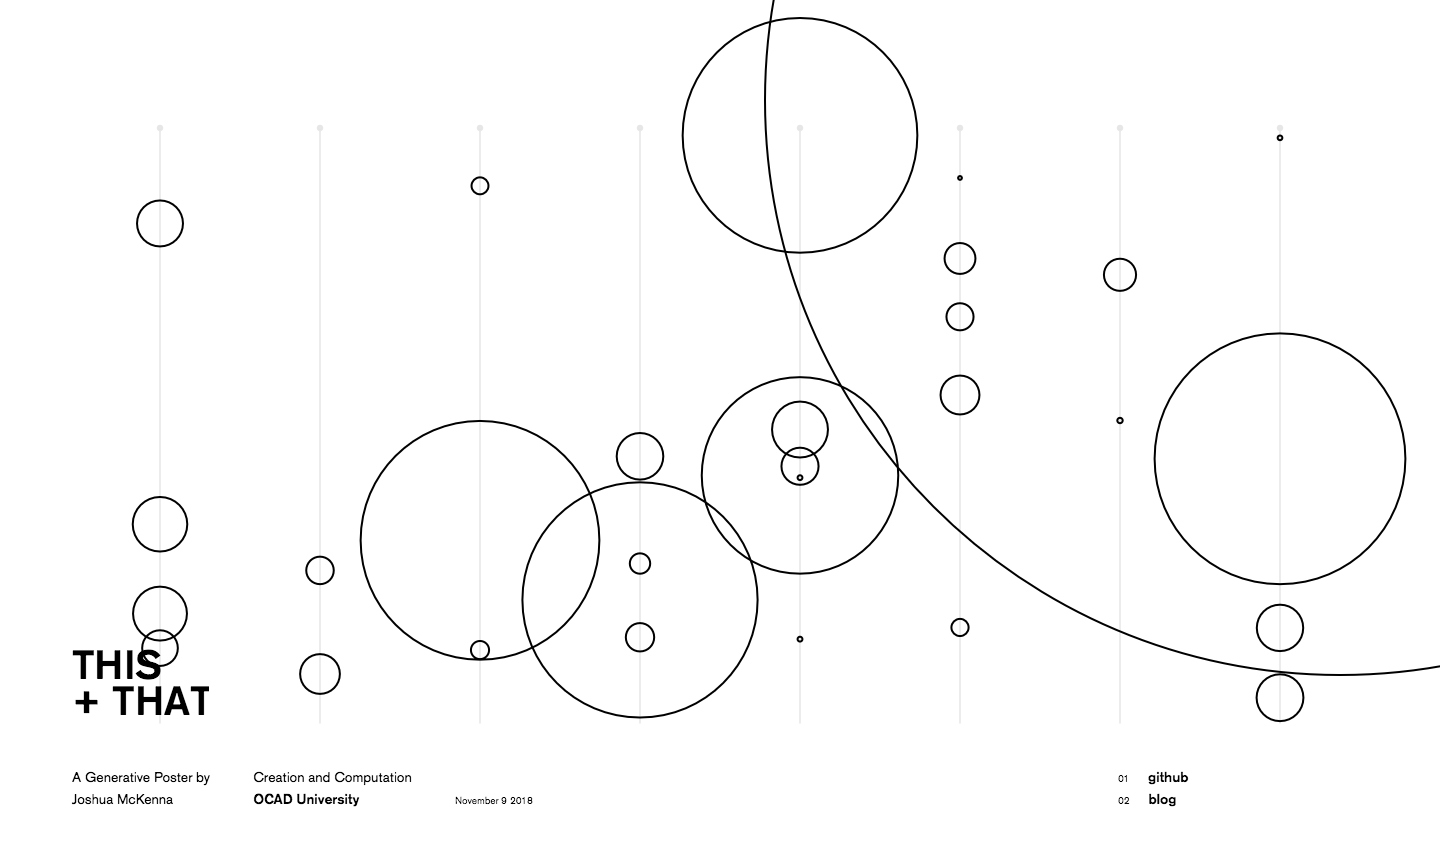 THIS
+ THAT
A Generative Poster by
Joshua McKenna
Creation and Computation
OCAD University
November 9 2018
01 github
02 blog